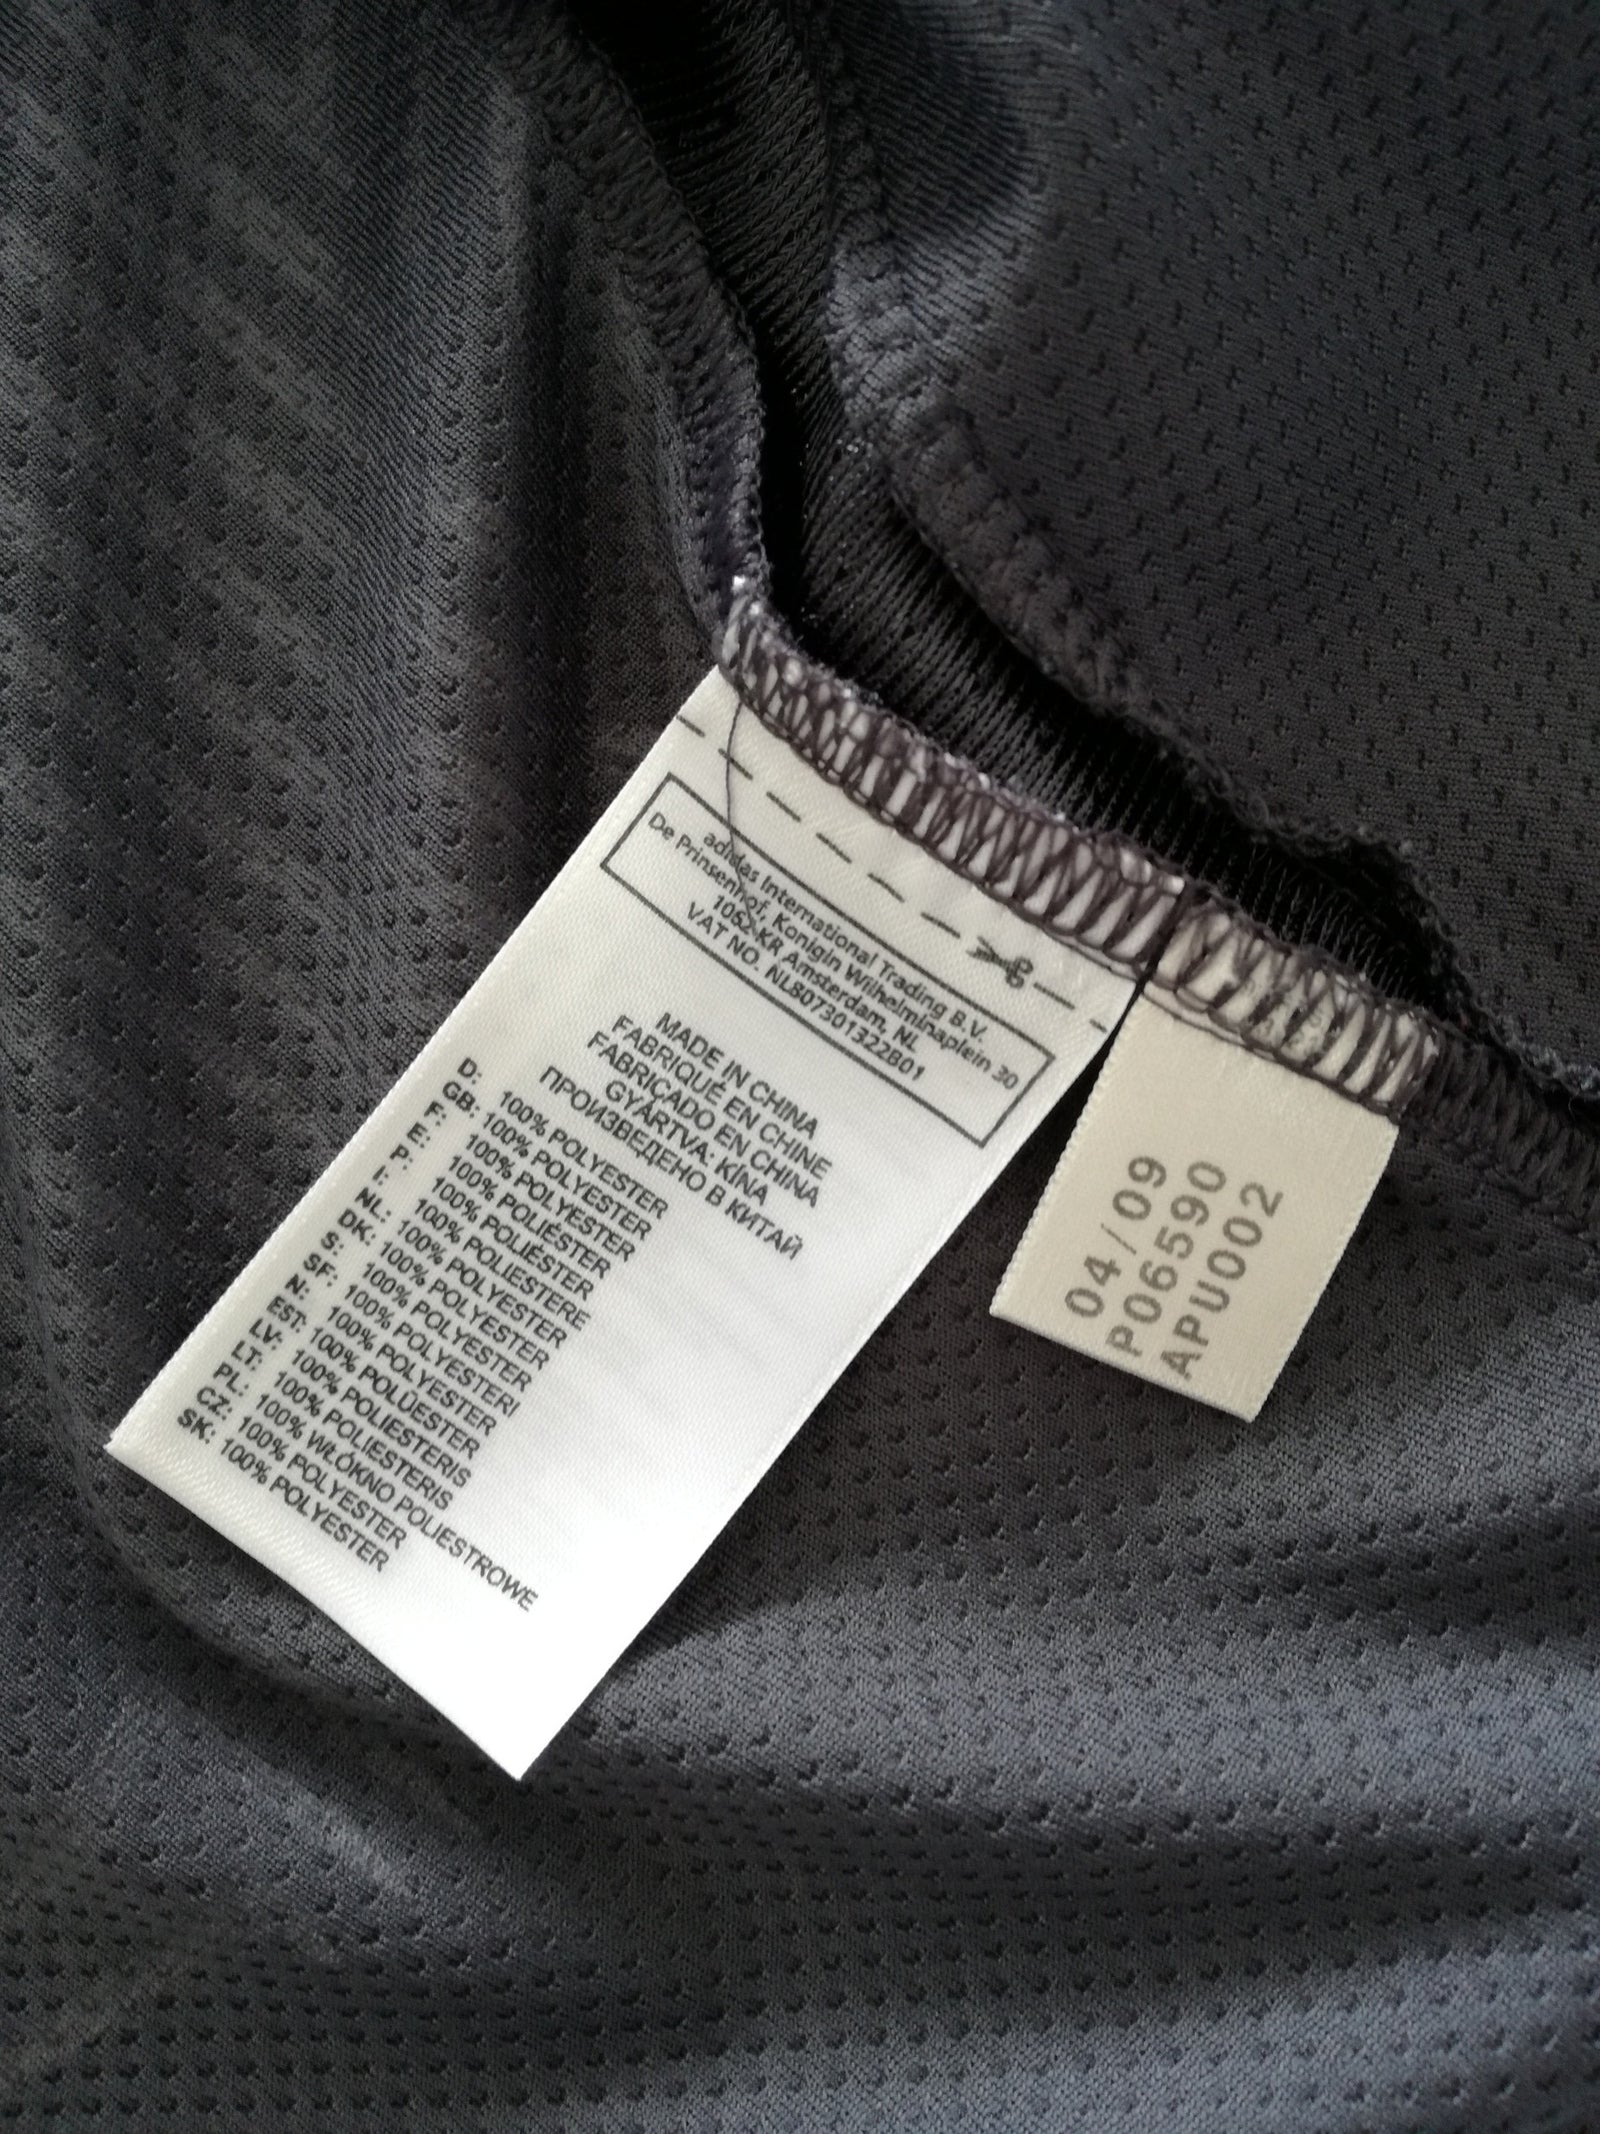 adidas International Trading B.V.
De Prinsenhof, Konigin Wilhelminaplein 30
1062-KR Amsterdam, NL
VAT NO. NL807301322B01
MADE IN CHINA
FABRIQUÉ EN CHINE
FABRICADO EN CHINA
GYÁRTVA: KÍNA
ПРОИЗВЕДЕНО В КИТАЙ
D: 100% POLYESTER
GB: 100% POLYESTER
F: 100% POLYESTER
E: 100% POLIÉSTER
P: 100% POLIÉSTER
I: 100% POLIESTERE
NL: 100% POLYESTER
DK: 100% POLYESTER
S: 100% POLYESTER
SF: 100% POLYESTERI
N: 100% POLYESTER
EST: 100% POLÜESTER
LV: 100% POLIESTERIS
LT: 100% POLIESTERIS
PL: 100% WŁÓKNO POLIESTROWE
CZ: 100% POLYESTER
SK: 100% POLYESTER
04/09
P06590
APU002